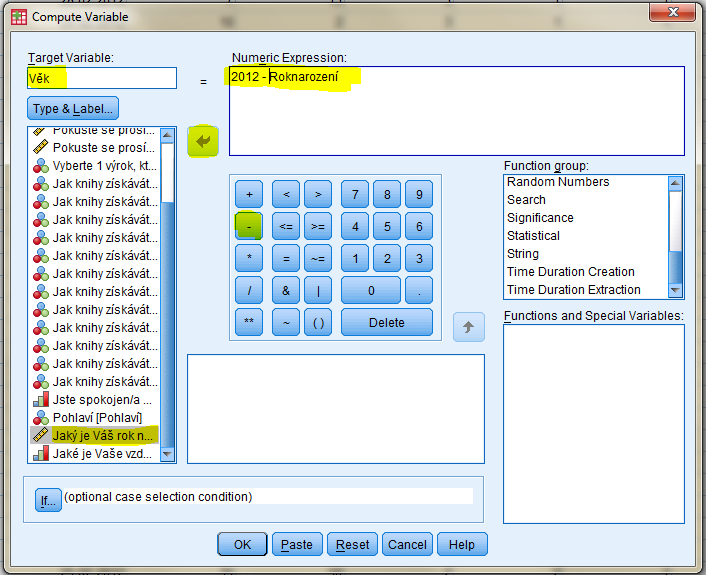 Compute Variable
Target Variable:
Věk
=
Numeric Expression:
2012 - Roknarození
Type & Label...
Pokuste se prosí...
Pokuste se prosí...
Vyberte 1 výrok, kt...
Jak knihy získávát...
Jak knihy získávát...
Jak knihy získávát...
Jak knihy získávát...
Jak knihy získávát...
Jak knihy získávát...
Jak knihy získávát...
Jak knihy získávát...
Jak knihy získávát...
Jak knihy získávát...
Jak knihy získávát...
Jak knihy získávát...
Jste spokojen/a ...
Pohlaví [Pohlaví]
Jaký je Váš rok n...
Jaké je Vaše vzd...
+ < > 7 8 9
- <= >= 4 5 6
* = ~= 1 2 3
/ & | 0 .
** ~ ( ) Delete
Function group:
Random Numbers
Search
Significance
Statistical
String
Time Duration Creation
Time Duration Extraction
Functions and Special Variables:
If... (optional case selection condition)
OK Paste Reset Cancel Help